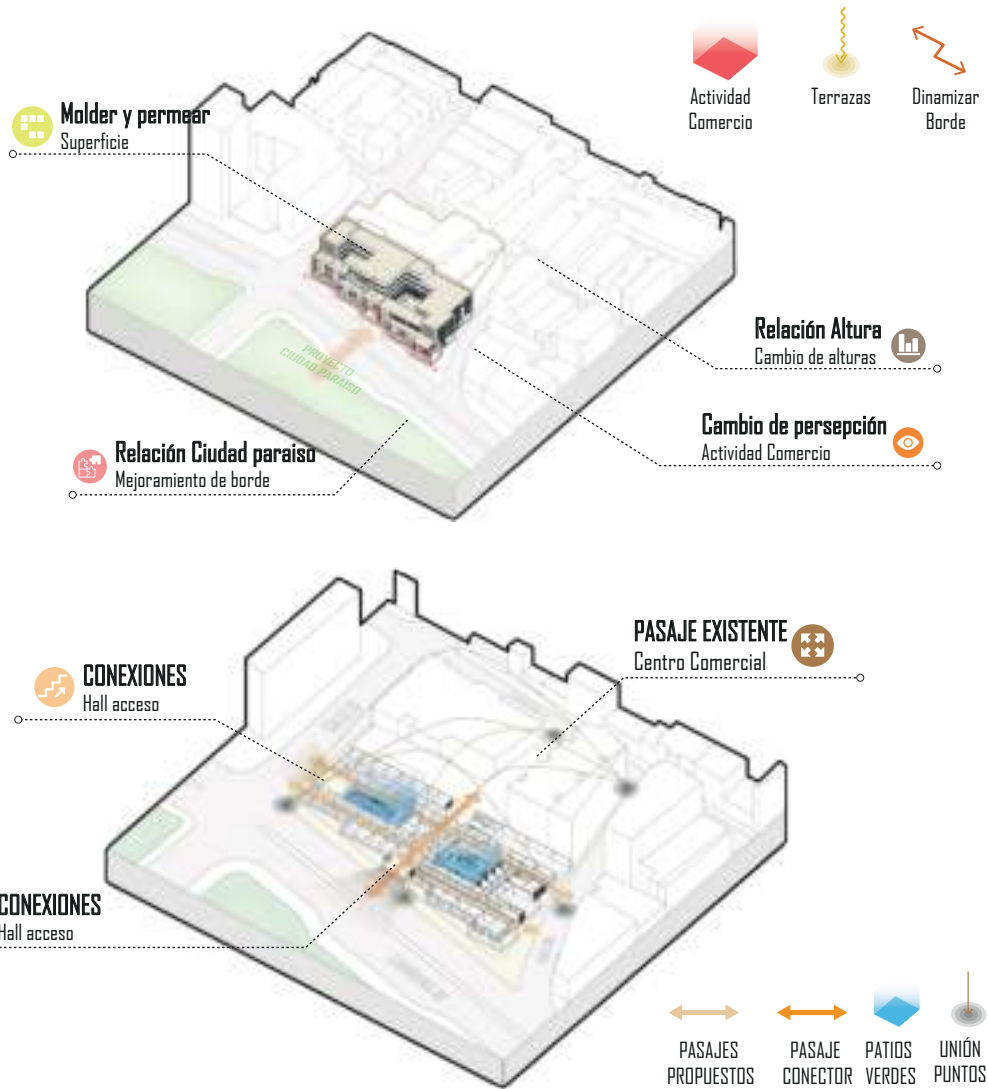 Actividad
Comercio
Terrazas
Dinamizar
Borde
Molder y permear
Superficie
PROYECTO
CIUDAD PARAISO
Relación Altura
Cambio de alturas
Cambio de persepción
Actividad Comercio
Relación Ciudad paraiso
Mejoramiento de borde
PASAJE EXISTENTE
Centro Comercial
CONEXIONES
Hall acceso
CONEXIONES
Hall acceso
PASAJES
PROPUESTOS
PASAJE
CONECTOR
PATIOS
VERDES
UNIÓN
PUNTOS